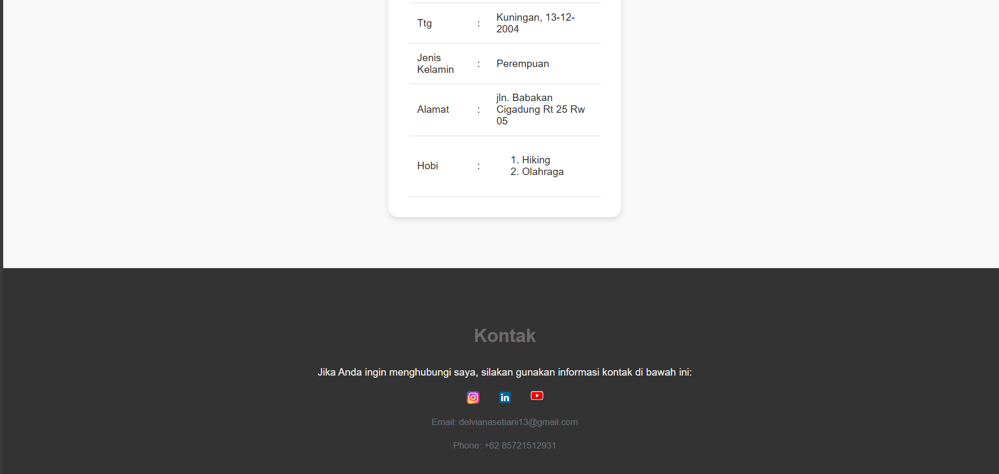 Ttg : Kuningan, 13-12-
2004
Jenis
Kelamin : Perempuan
Alamat : jln. Babakan
Cigadung Rt 25 Rw
05
Hobi : 1. Hiking
2. Olahraga
Kontak
Jika Anda ingin menghubungi saya, silakan gunakan informasi kontak di bawah ini:
in
Email: delvianasetiani13@gmail.com
Phone: +62 85721512931